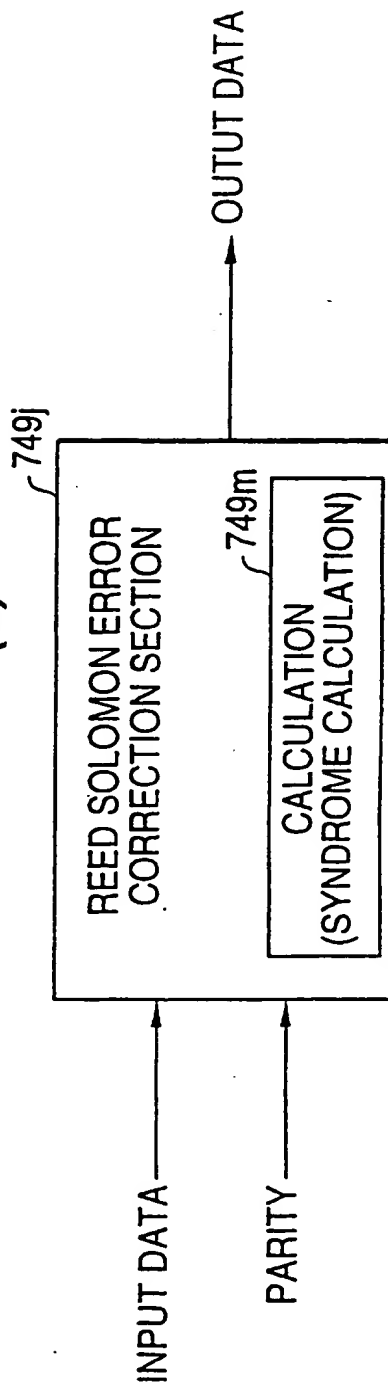 749j
REED SOLOMON ERROR
CORRECTION SECTION
749m
CALCULATION
(SYNDROME CALCULATION)
INPUT DATA
PARITY
OUTUT DATA